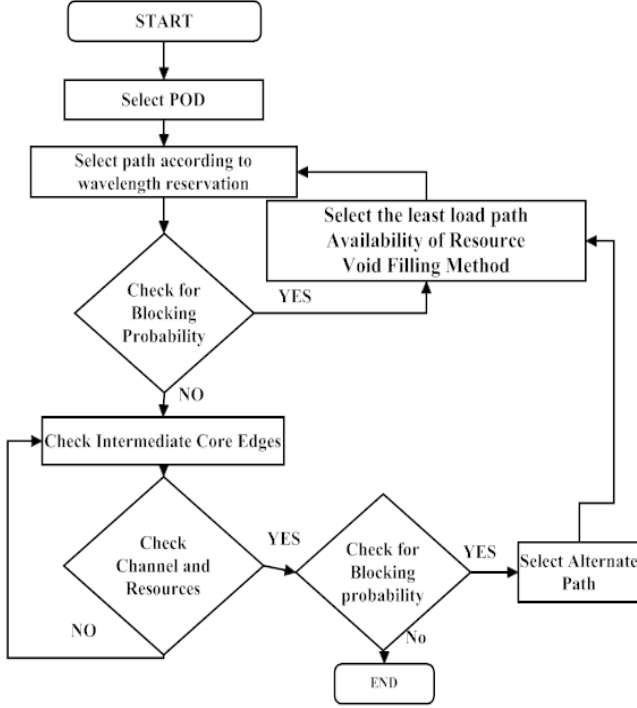 START
Select POD
Select path according to
wavelength reservation
Select the least load path
Availability of Resource
Void Filling Method
Check for
Blocking
Probability
YES
NO
Check Intermediate Core Edges
Check
Channel and
Resources
YES
NO
Check for
Blocking
probability
YES
No
Select Alternate
Path
END